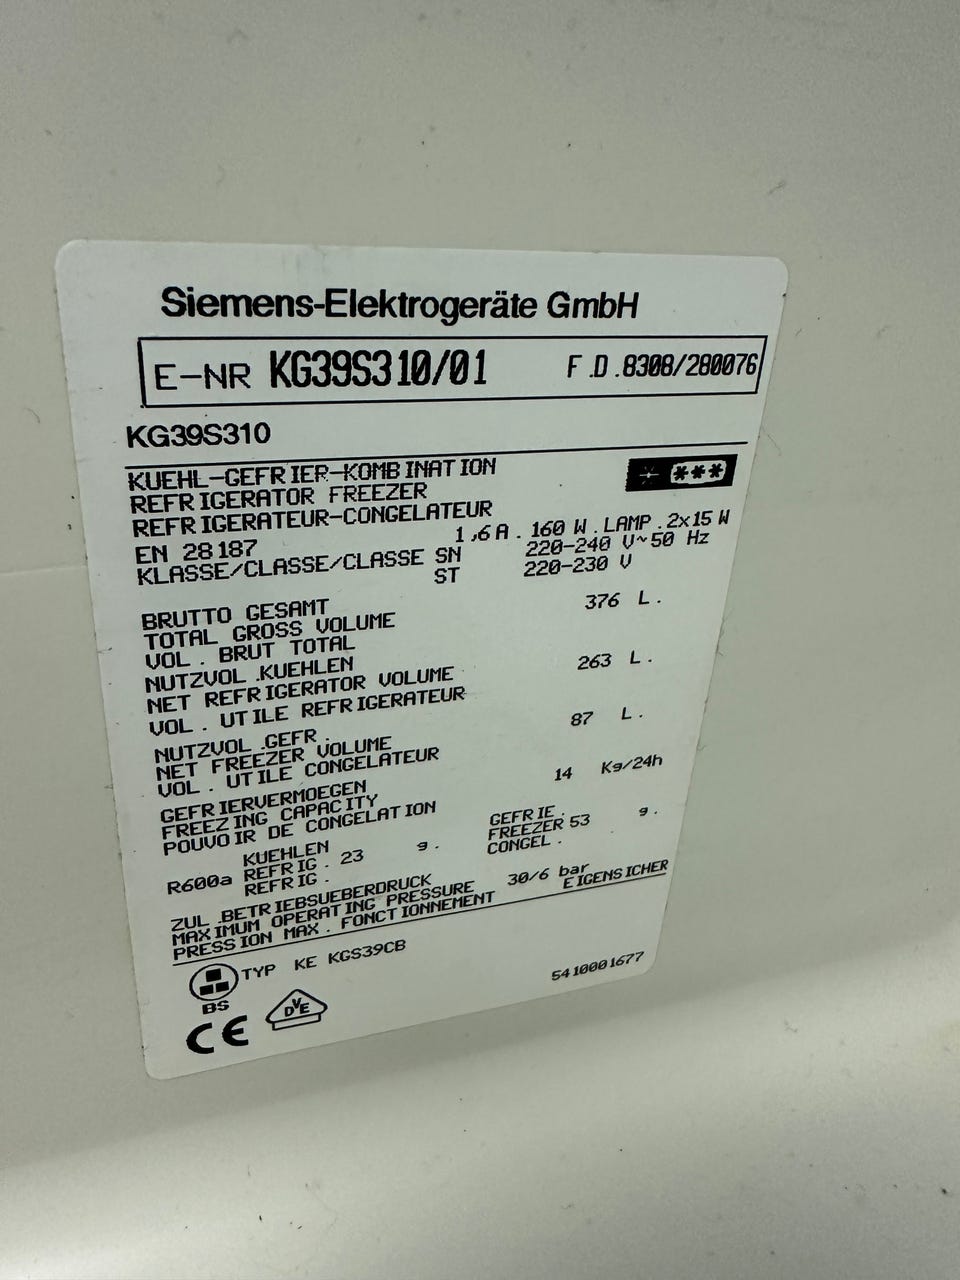 Siemens-Elektrogeräte GmbH
E-NR KG39S310/01 F.D.8308/280076
KG39S310
KUEHL-GEFRIER-KOMBINATION
REFRIGERATOR FREEZER
REFRIGERATEUR-CONGELATEUR
EN 28187 1,6A. 160 W.LAMP.2x15 W
KLASSE/CLASSE/CLASSE SN 220-240 V~50 Hz
ST 220-230 V
BRUTTO GESAMT
TOTAL GROSS VOLUME 376 L.
VOL. BRUT TOTAL
NUTZVOL.KUEHLEN
NET REFRIGERATOR VOLUME 263 L.
VOL. UTILE REFRIGERATEUR
NUTZVOL.GEFR.
NET FREEZER VOLUME 87 L.
VOL. UTILE CONGELATEUR
GEFRIERVERMOEGEN
FREEZING CAPACITY 14 Kg/24h
POUVOIR DE CONGELATION
KUEHLEN GEFRIE.
R600a REFRIG. 23 g. FREEZER 53 g.
REFRIG. CONGEL.
ZUL.BETRIEBSUEBERDRUCK
MAXIMUM OPERATING PRESSURE 30/6 bar
PRESSION MAX. FONCTIONNEMENT EIGENSICHER
TYP KE KGS39CB
BS 5410001677
CE DVE